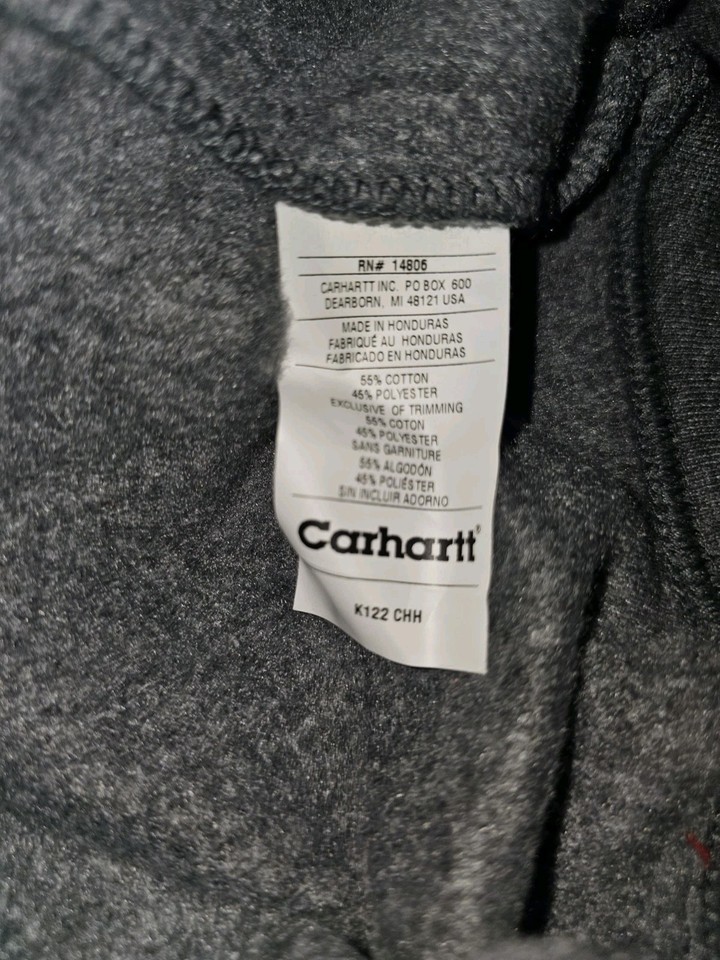 RN# 14806
CARHARTT INC. PO BOX 600
DEARBORN, MI 48121 USA
MADE IN HONDURAS
FABRIQUÉ AU HONDURAS
FABRICADO EN HONDURAS
55% COTTON
45% POLYESTER
EXCLUSIVE OF TRIMMING
55% COTON
45% POLYESTER
SANS GARNITURE
55% ALGODÓN
45% POLIÉSTER
SIN INCLUIR ADORNO
Carhartt®
K122 CHH